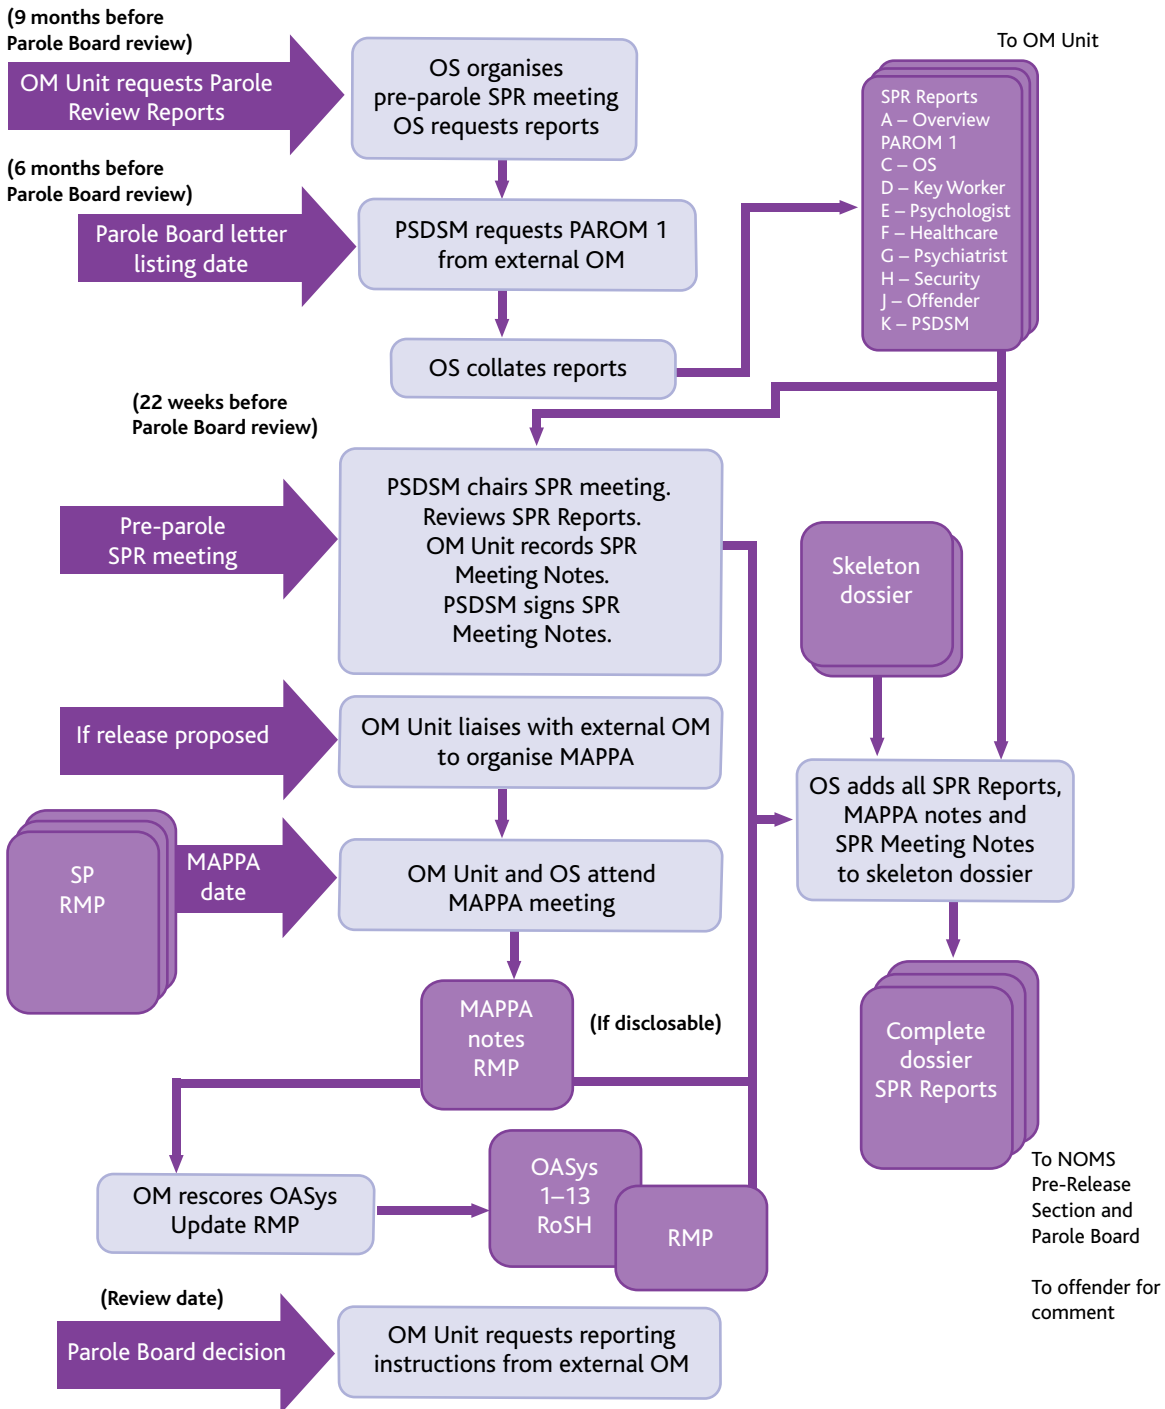 (9 months before
Parole Board review)
OM Unit requests Parole
Review Reports
OS organises
pre-parole SPR meeting
OS requests reports
To OM Unit
SPR Reports
A – Overview
PAROM 1
C – OS
D – Key Worker
E – Psychologist
F – Healthcare
G – Psychiatrist
H – Security
J – Offender
K – PSDSM
(6 months before
Parole Board review)
Parole Board letter
listing date
PSDSM requests PAROM 1
from external OM
OS collates reports
(22 weeks before
Parole Board review)
Pre-parole
SPR meeting
PSDSM chairs SPR meeting.
Reviews SPR Reports.
OM Unit records SPR
Meeting Notes.
PSDSM signs SPR
Meeting Notes.
Skeleton
dossier
If release proposed
OM Unit liaises with external OM
to organise MAPPA
OS adds all SPR Reports,
MAPPA notes and
SPR Meeting Notes
to skeleton dossier
SP
RMP
MAPPA
date
OM Unit and OS attend
MAPPA meeting
MAPPA
notes
RMP
(If disclosable)
Complete
dossier
SPR Reports
OM rescores OASys
Update RMP
OASys
1–13
RoSH
RMP
To NOMS
Pre-Release
Section and
Parole Board
To offender for
comment
(Review date)
Parole Board decision
OM Unit requests reporting
instructions from external OM